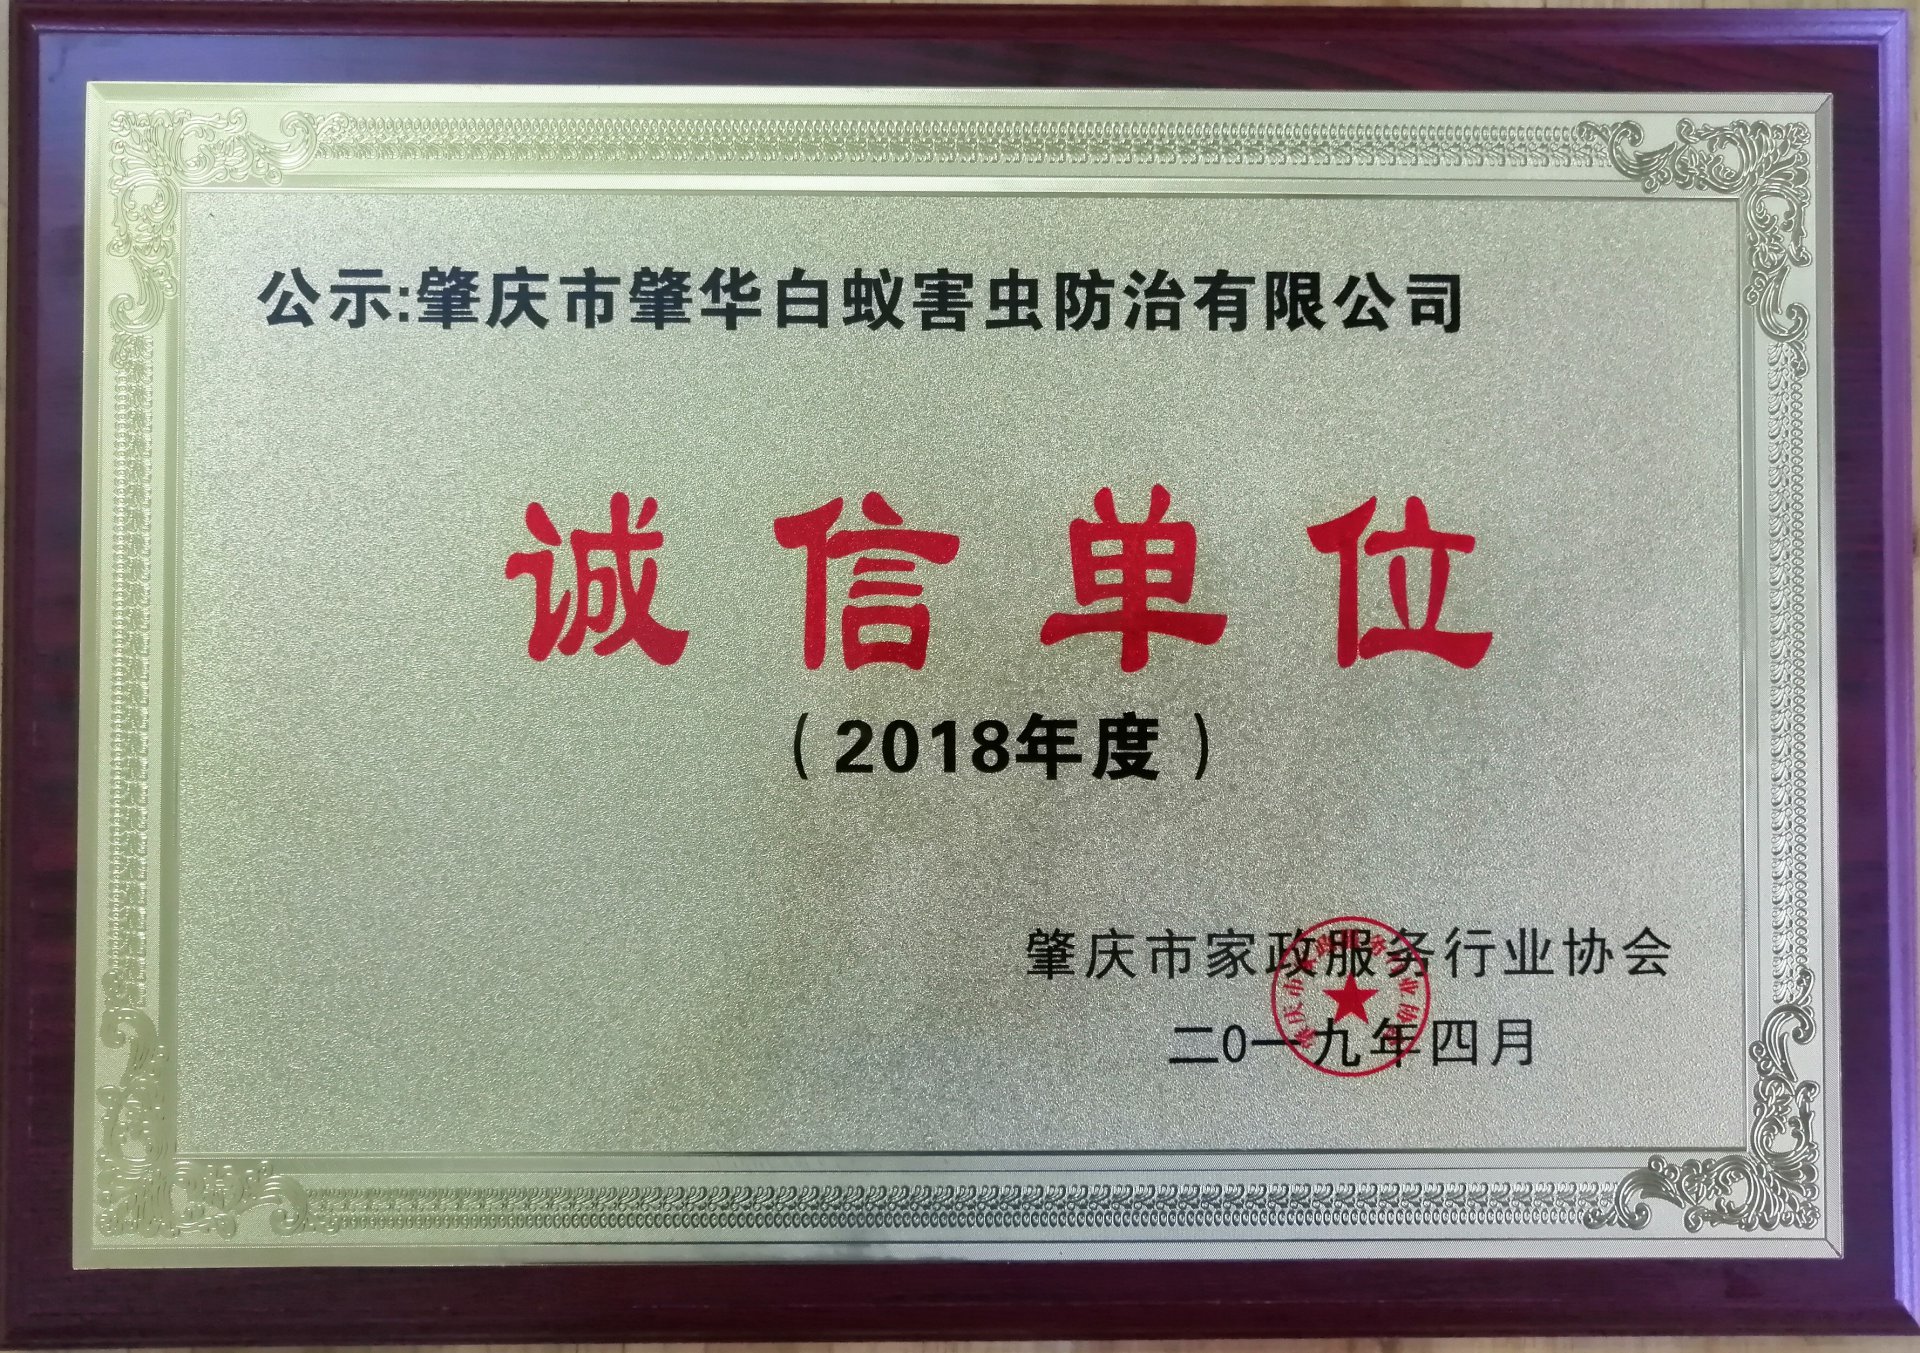 公示:肇庆市肇华白蚁害虫防治有限公司
诚信单位
（2018年度）
肇庆市家政服务行业协会
二0一九年四月